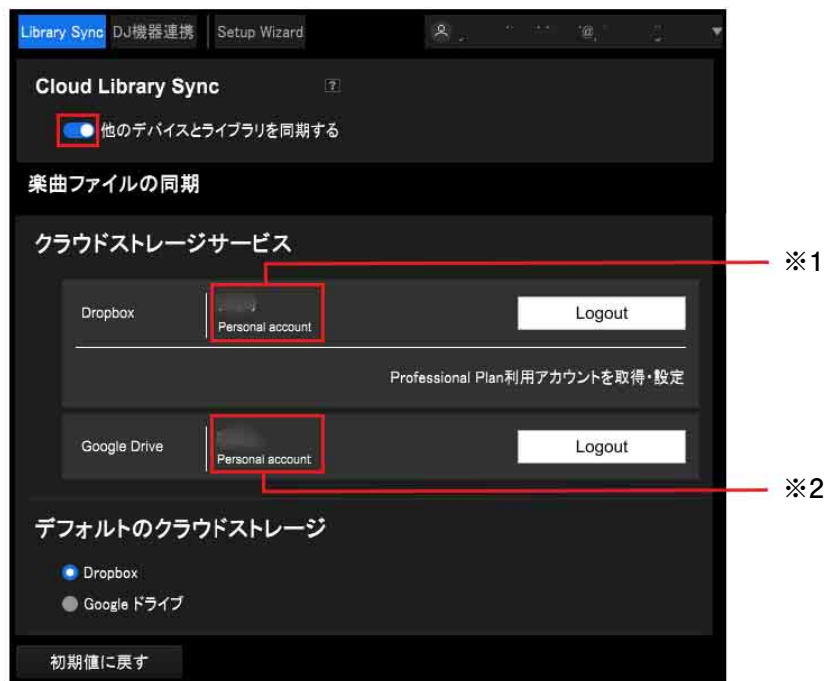 Library Sync DJ機器連携 Setup Wizard @
Cloud Library Sync ?
他のデバイスとライブラリを同期する
楽曲ファイルの同期
クラウドストレージサービス
※1
Dropbox Personal account Logout
Professional Plan利用アカウントを取得・設定
Google Drive Personal account Logout
※2
デフォルトのクラウドストレージ
Dropbox
Google ドライブ
初期値に戻す